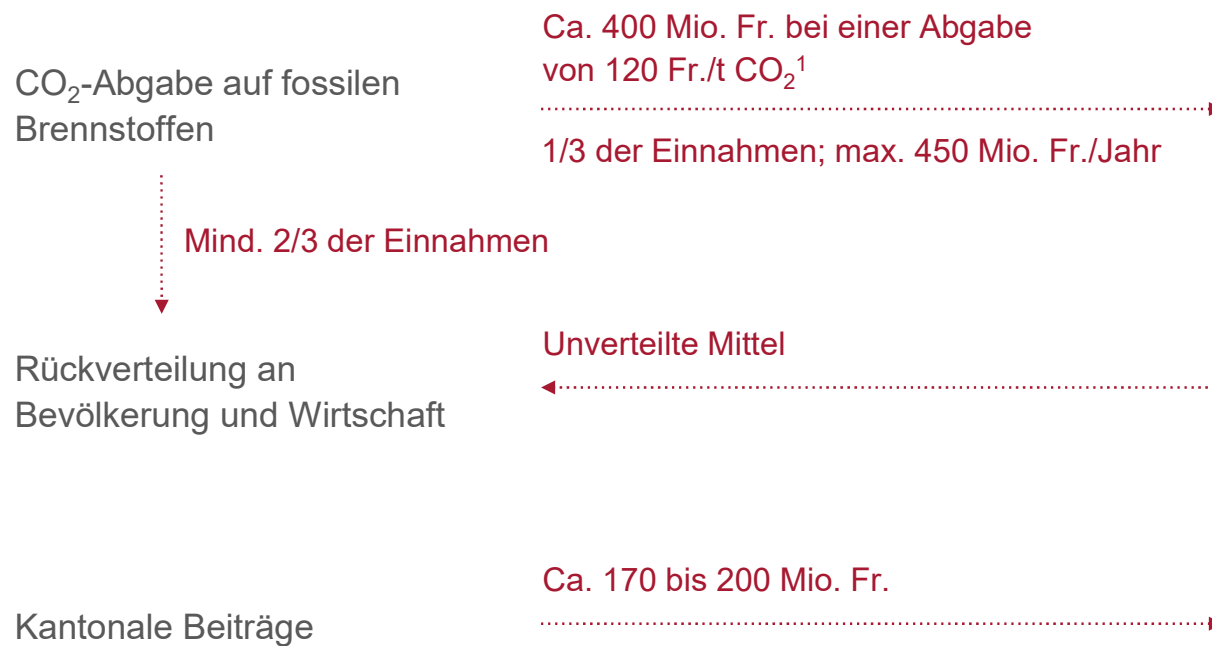 Ca. 400 Mio. Fr. bei einer Abgabe
von 120 Fr./t CO₂¹
CO₂-Abgabe auf fossilen
Brennstoffen
1/3 der Einnahmen; max. 450 Mio. Fr./Jahr
Mind. 2/3 der Einnahmen
Unverteilte Mittel
Rückverteilung an
Bevölkerung und Wirtschaft
Ca. 170 bis 200 Mio. Fr.
Kantonale Beiträge